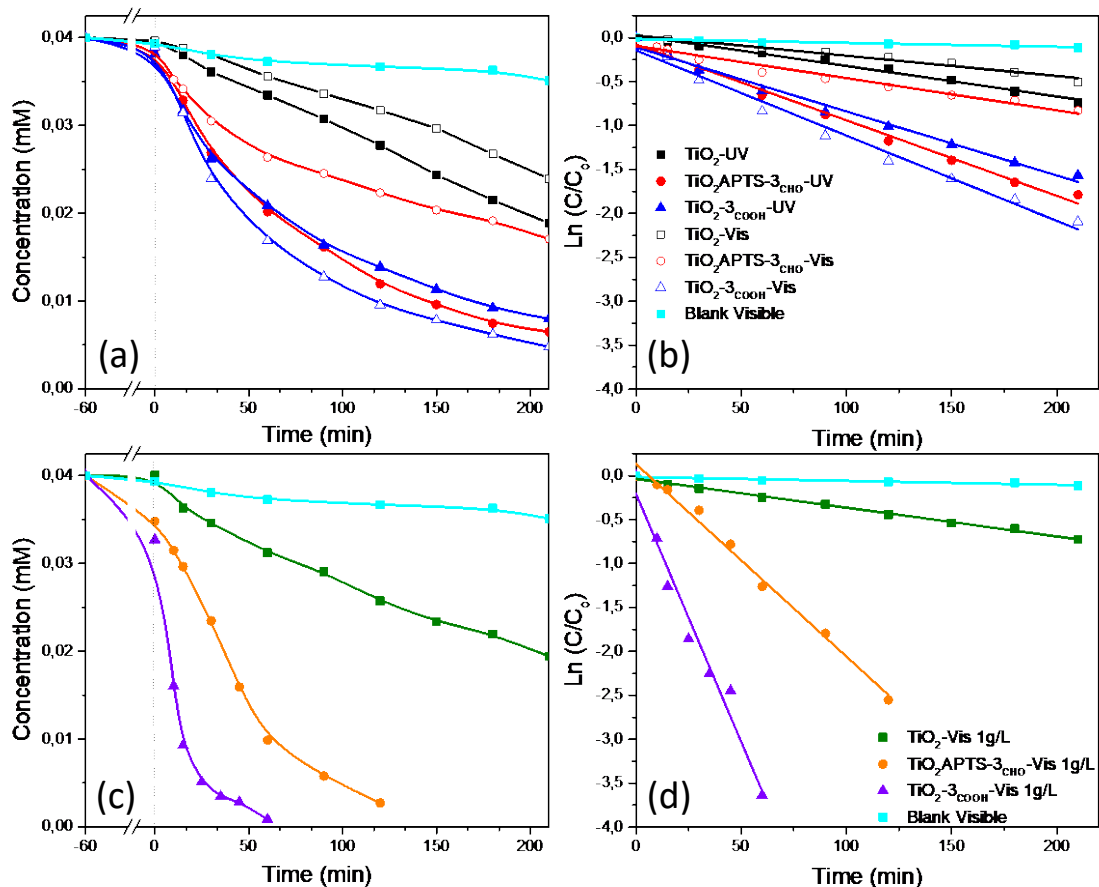 0,04
0,03
0,02
0,01
0,00
Concentration (mM)
(a)
-60 0 50 100 150 200
Time (min)
0,0
-0,5
-1,0
-1,5
-2,0
-2,5
-3,0
-3,5
-4,0
Ln (C/C₀)
TiO₂-UV
TiO₂APTS-3CHO-UV
TiO₂-3COOH-UV
TiO₂-Vis
TiO₂APTS-3CHO-Vis
TiO₂-3COOH-Vis
Blank Visible
(b)
0 50 100 150 200
Time (min)
0,04
0,03
0,02
0,01
0,00
Concentration (mM)
(c)
-60 0 50 100 150 200
Time (min)
0,0
-0,5
-1,0
-1,5
-2,0
-2,5
-3,0
-3,5
-4,0
Ln (C/C₀)
TiO₂-Vis 1g/L
TiO₂APTS-3CHO-Vis 1g/L
TiO₂-3COOH-Vis 1g/L
Blank Visible
(d)
0 50 100 150 200
Time (min)